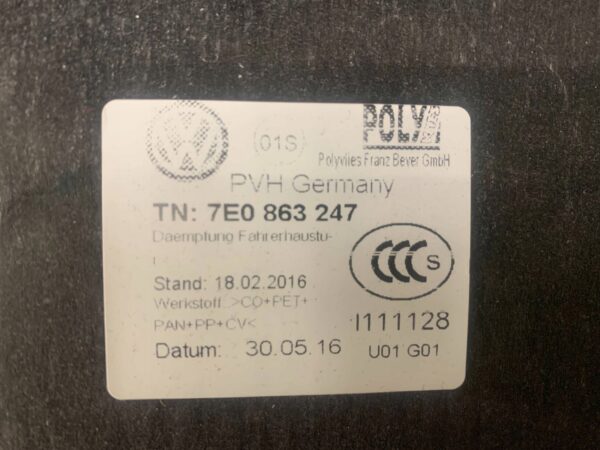 01S
POLY
Polyvlies Franz Beyer GmbH
PVH Germany
TN: 7E0 863 247
Daempfung Fahrerhaustu-
r
Stand: 18.02.2016
Werkstoff: >CO+PET+
PAN+PP+CV<
CCC S
I111128
Datum: 30.05.16
U01 G01